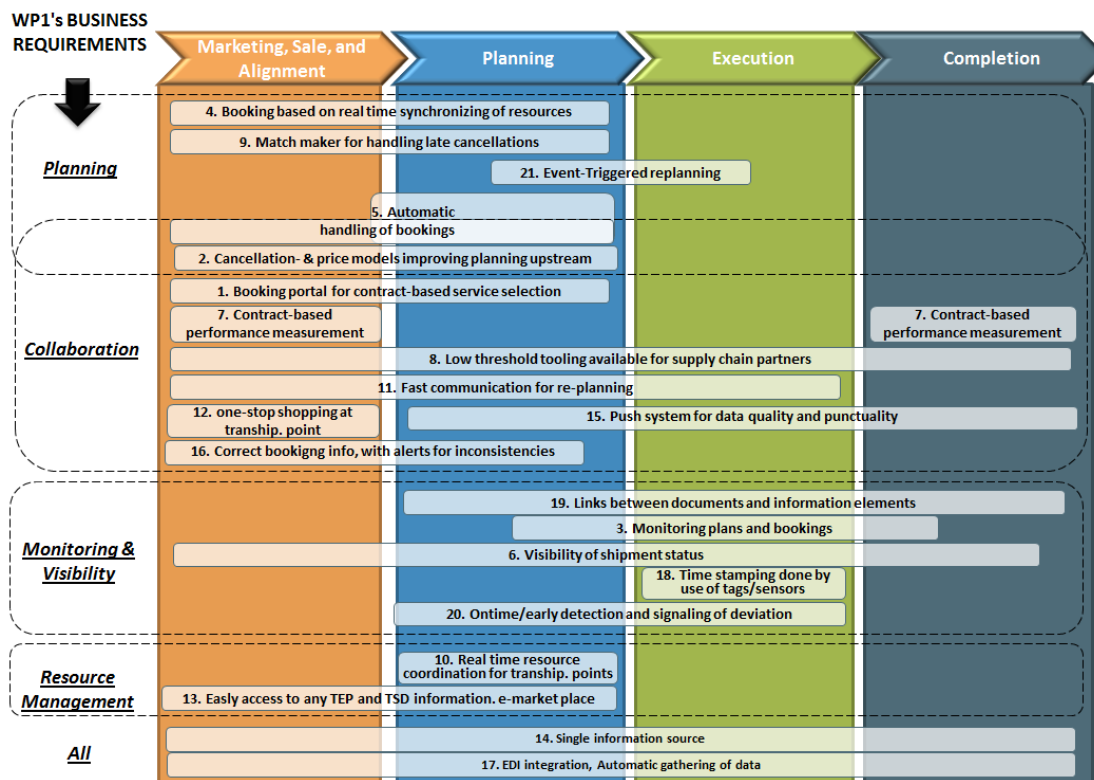 WP1's BUSINESS
REQUIREMENTS
Marketing, Sale, and
Alignment
Planning
Execution
Completion
Planning
4. Booking based on real time synchronizing of resources
9. Match maker for handling late cancellations
21. Event-Triggered replanning
5. Automatic
handling of bookings
2. Cancellation- & price models improving planning upstream
Collaboration
1. Booking portal for contract-based service selection
7. Contract-based
performance measurement
7. Contract-based
performance measurement
8. Low threshold tooling available for supply chain partners
11. Fast communication for re-planning
12. one-stop shopping at
tranship. point
15. Push system for data quality and punctuality
16. Correct bookigng info, with alerts for inconsistencies
Monitoring &
Visibility
19. Links between documents and information elements
3. Monitoring plans and bookings
6. Visibility of shipment status
18. Time stamping done by
use of tags/sensors
20. Ontime/early detection and signaling of deviation
Resource
Management
10. Real time resource
coordination for tranship. points
13. Easly access to any TEP and TSD information. e-market place
All
14. Single information source
17. EDI integration, Automatic gathering of data